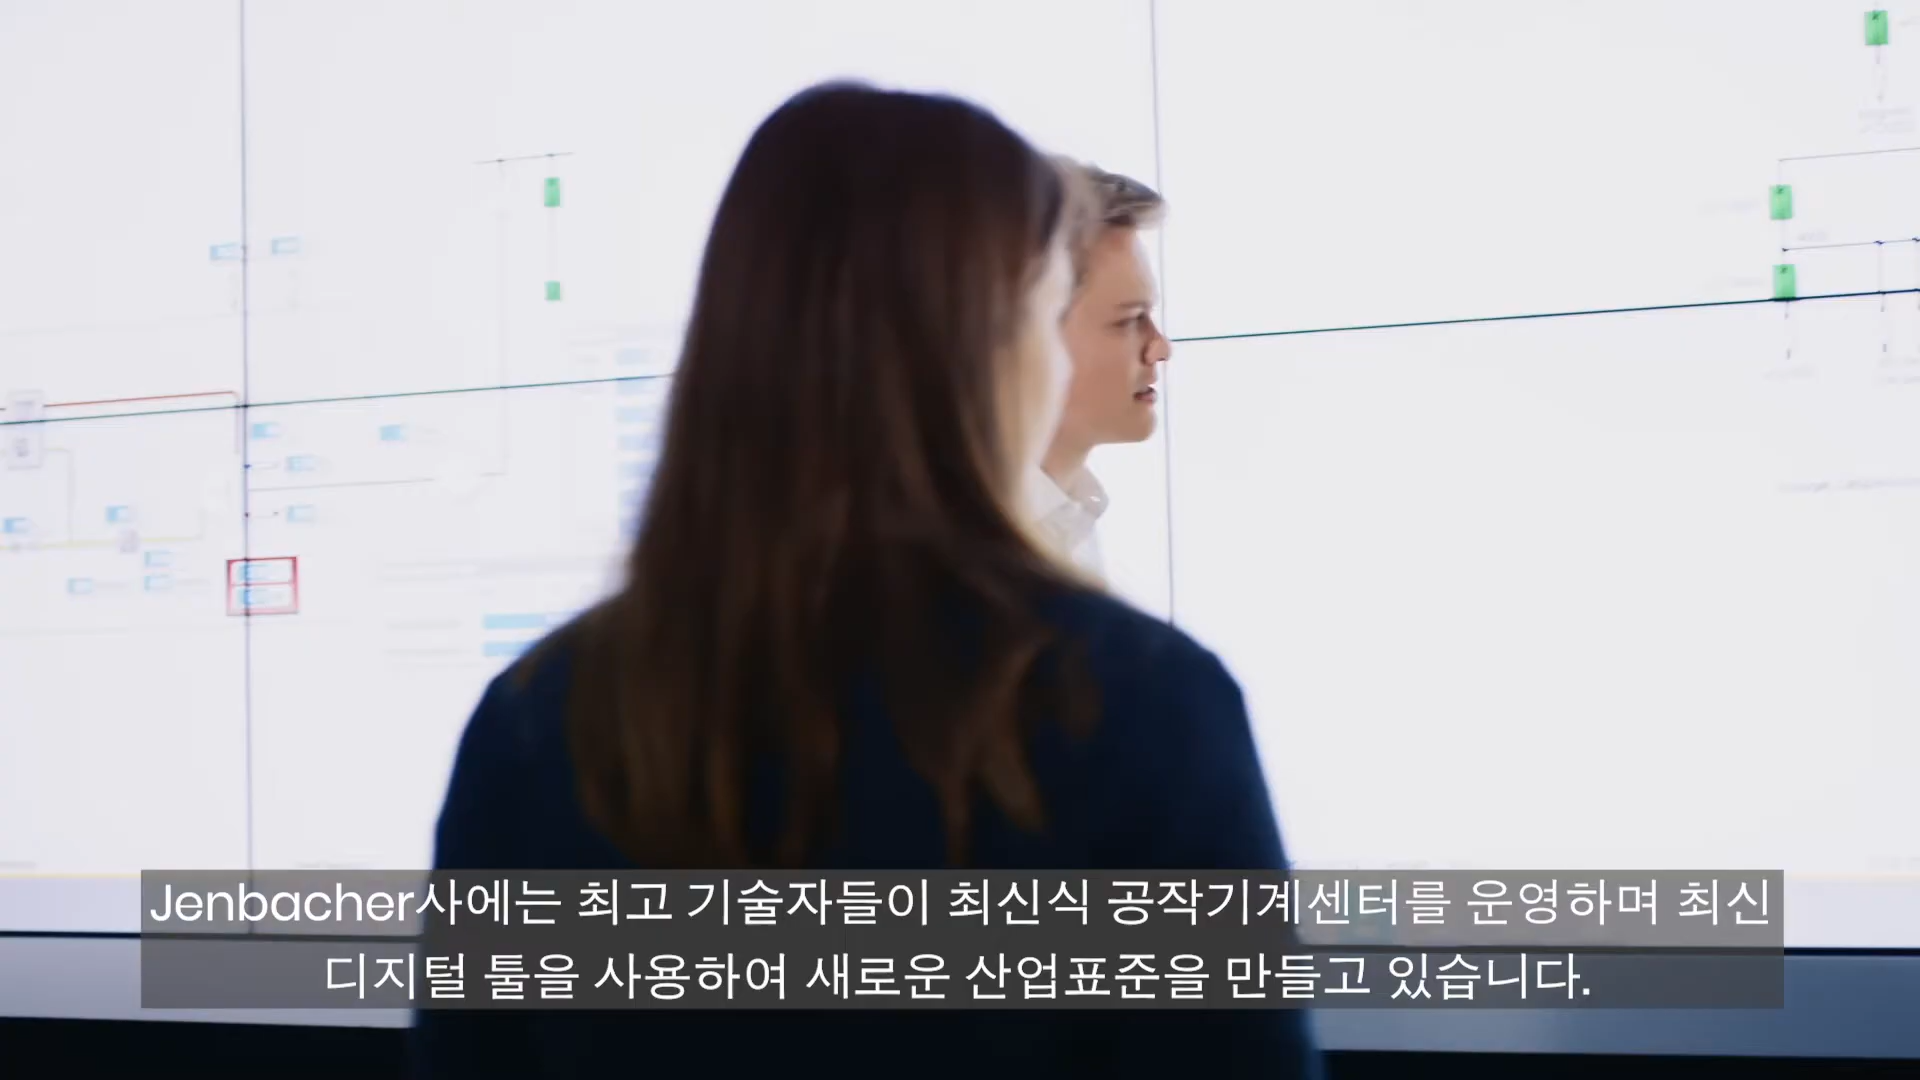 Jenbacher사에는 최고 기술자들이 최신식 공작기계센터를 운영하며 최신
디지털 툴을 사용하여 새로운 산업표준을 만들고 있습니다.